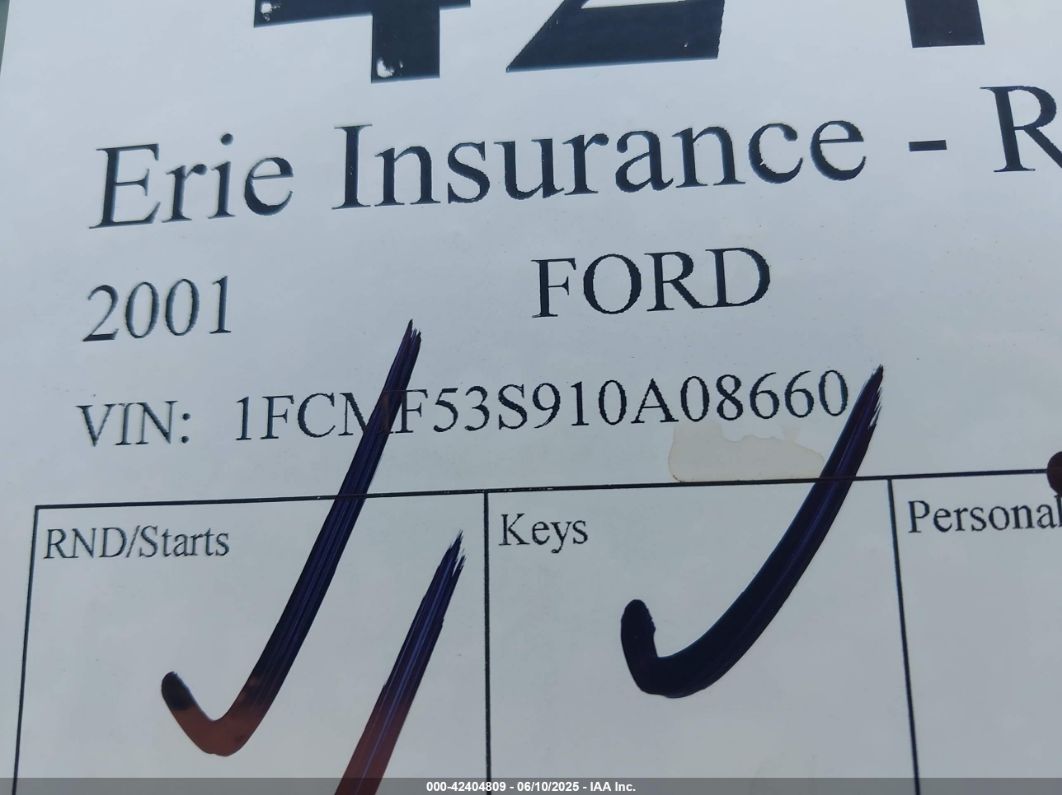 Erie Insurance - R
2001 FORD
VIN: 1FCMF53S910A08660
RND/Starts Keys Personal
000-42404809 - 06/10/2025 - IAA Inc.